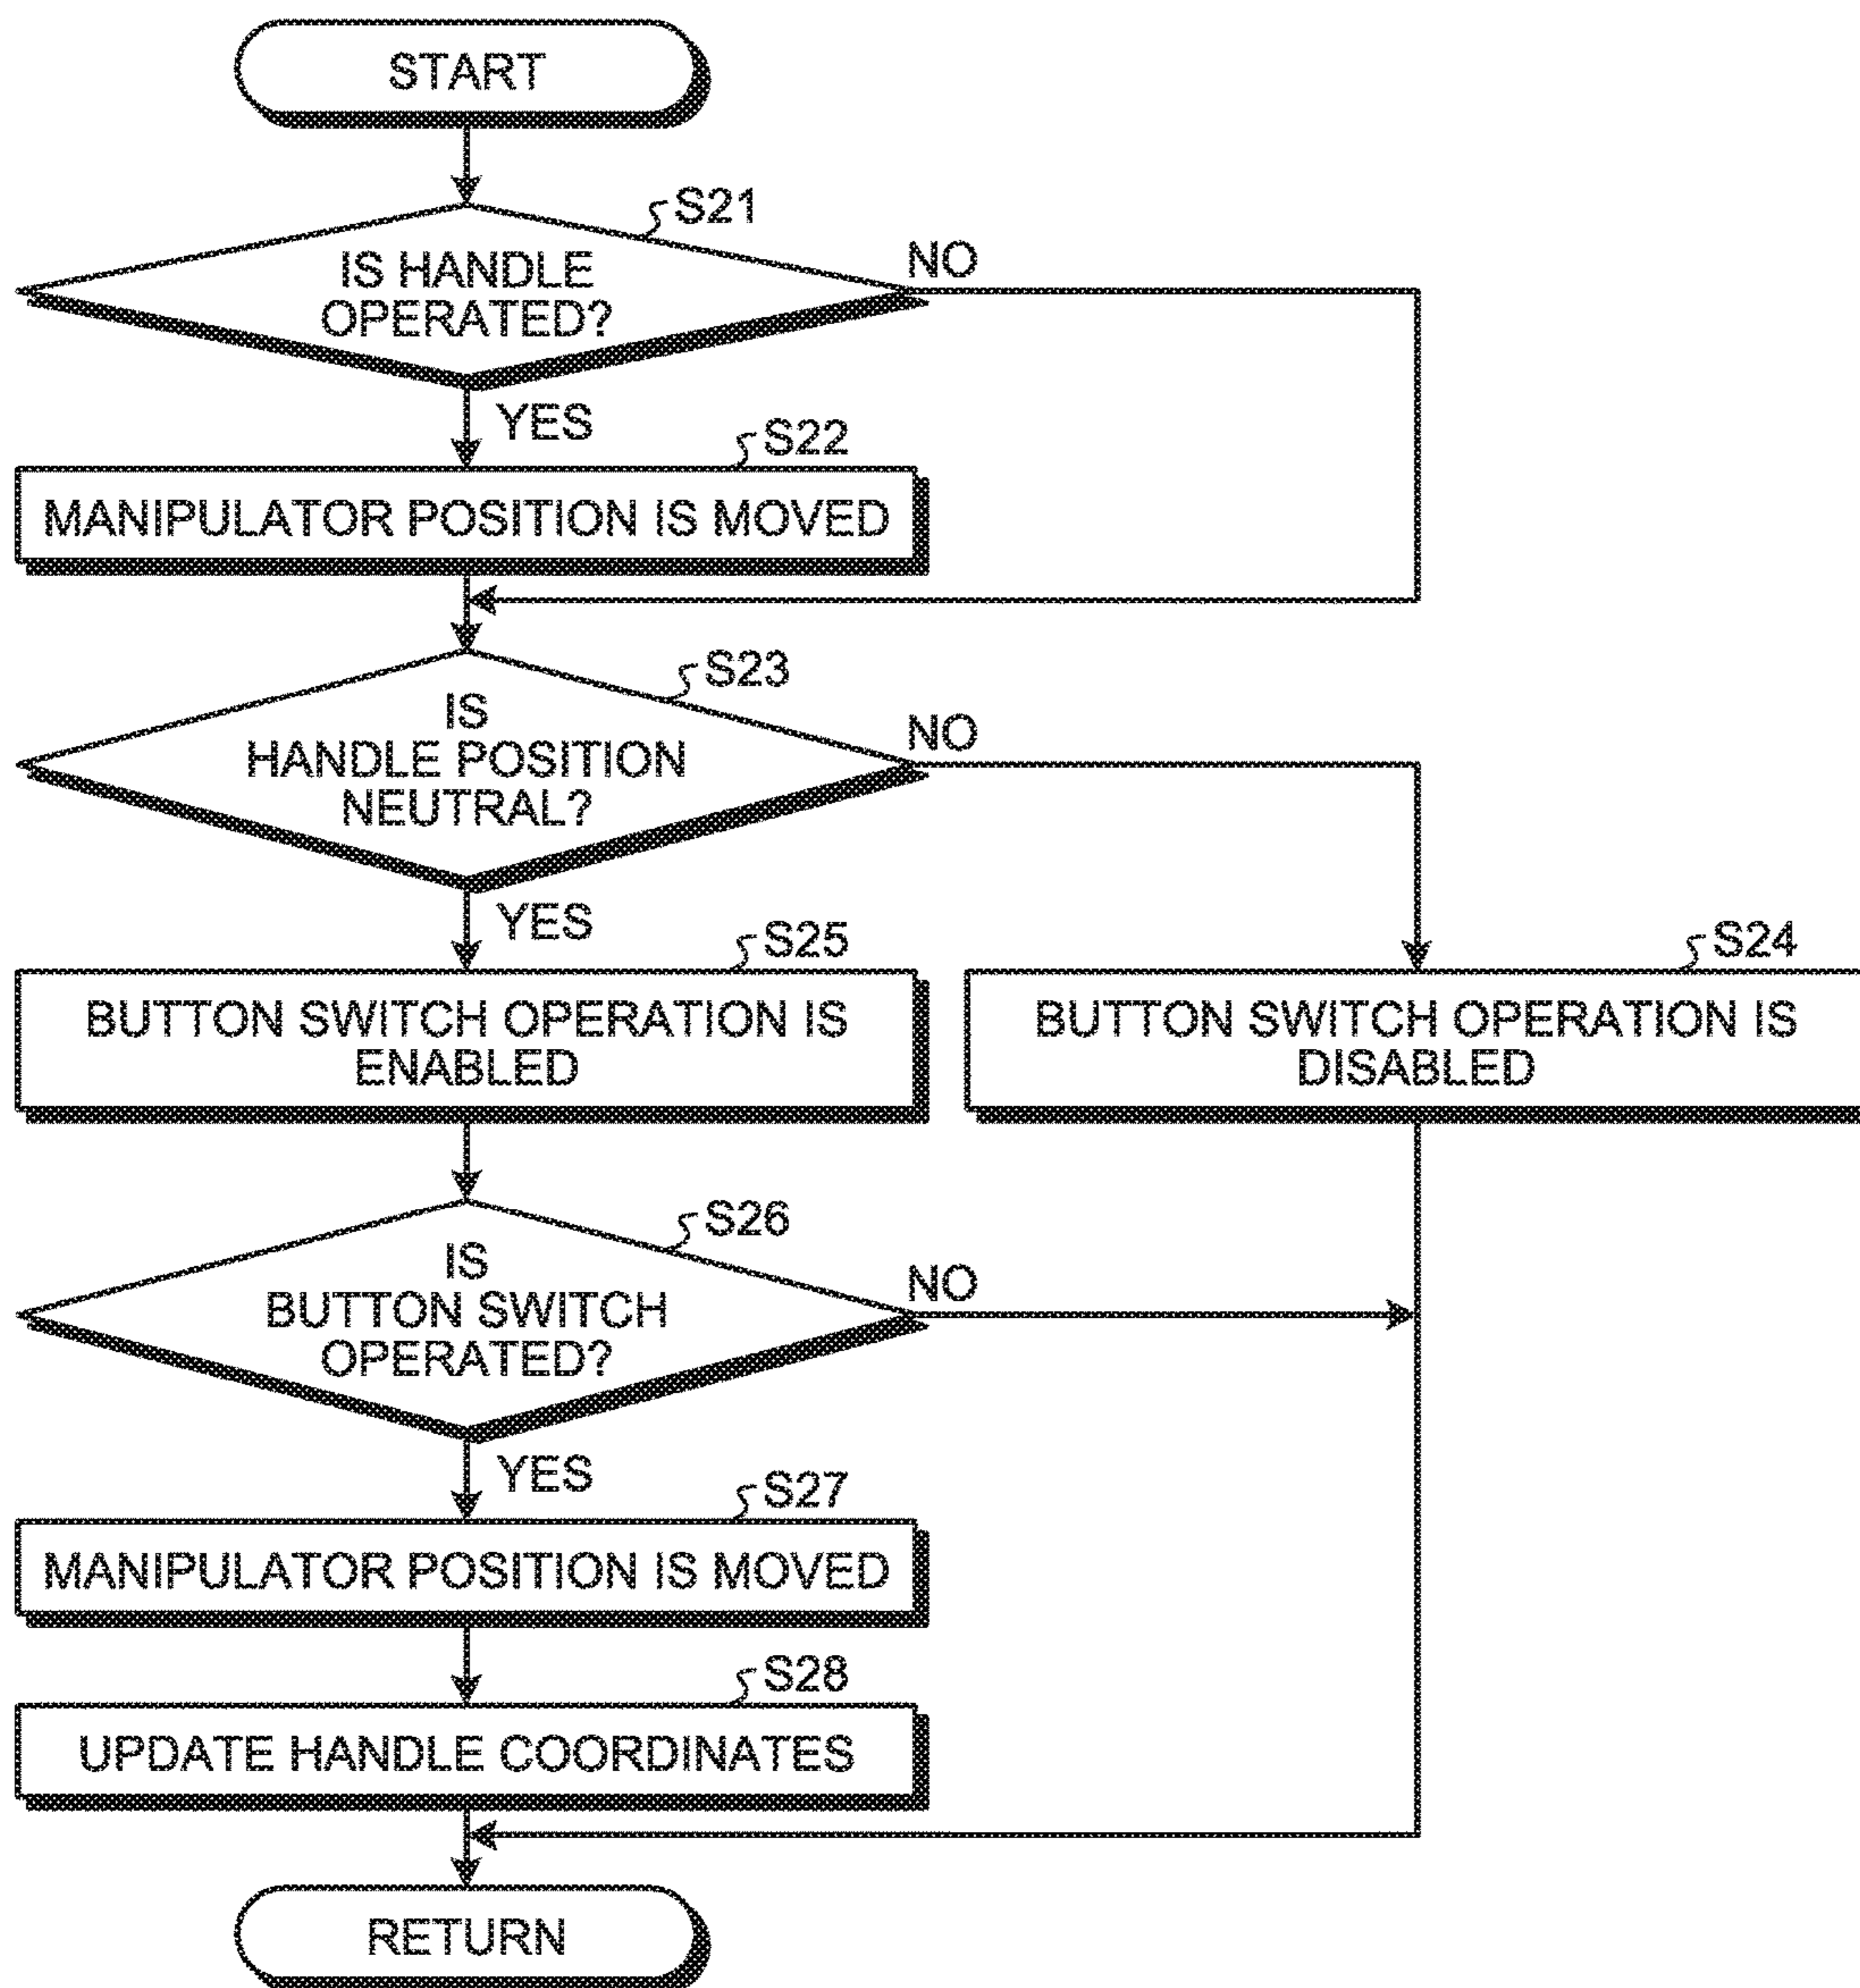 START
S21
IS HANDLE
OPERATED?
NO
YES
S22
MANIPULATOR POSITION IS MOVED
S23
IS
HANDLE POSITION
NEUTRAL?
NO
YES
S25
BUTTON SWITCH OPERATION IS
ENABLED
S24
BUTTON SWITCH OPERATION IS
DISABLED
S26
IS
BUTTON SWITCH
OPERATED?
NO
YES
S27
MANIPULATOR POSITION IS MOVED
S28
UPDATE HANDLE COORDINATES
RETURN